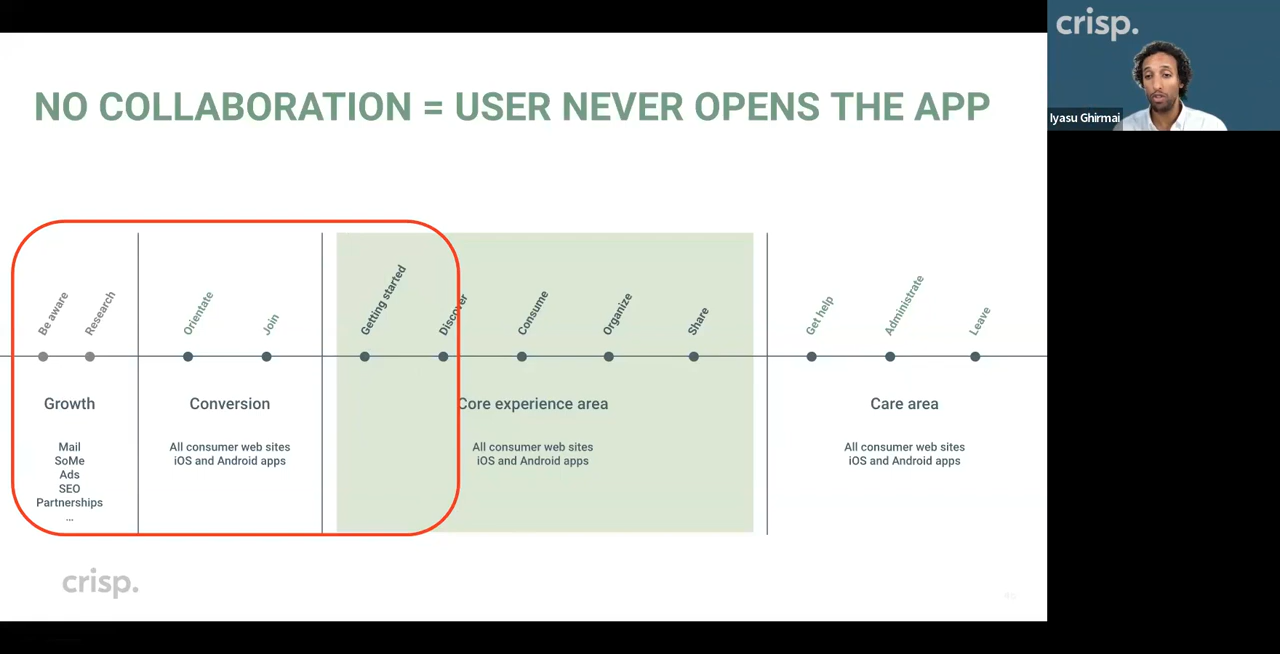 crisp.
Iyasu Ghirmai
NO COLLABORATION = USER NEVER OPENS THE APP
Be aware
Research
Orientate
Join
Getting started
Discover
Consume
Organize
Share
Get help
Administrate
Leave
Growth
Conversion
Core experience area
Care area
Mail
SoMe
Ads
SEO
Partnerships
...
All consumer web sites
iOS and Android apps
All consumer web sites
iOS and Android apps
All consumer web sites
iOS and Android apps
crisp.